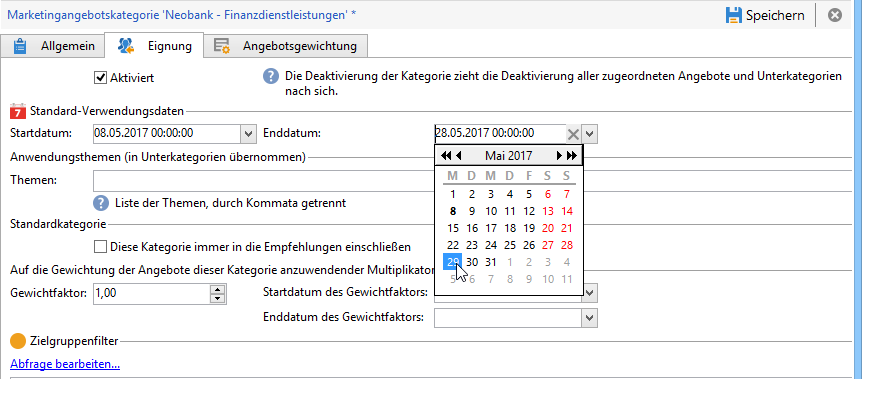 Marketingangebotskategorie 'Neobank - Finanzdienstleistungen' *
Speichern
Allgemein
Eignung
Angebotsgewichtung
Aktiviert
Die Deaktivierung der Kategorie zieht die Deaktivierung aller zugeordneten Angebote und Unterkategorien
nach sich.
7 Standard-Verwendungsdaten
Startdatum: 08.05.2017 00:00:00
Enddatum: 28.05.2017 00:00:00
Anwendungsthemen (in Unterkategorien übernommen)
Mai 2017
Themen:
M D M D F S S
1 2 3 4 5 6 7
Liste der Themen, durch Kommata getrennt
8 9 10 11 12 13 14
Standardkategorie
15 16 17 18 19 20 21
Diese Kategorie immer in die Empfehlungen einschließen
22 23 24 25 26 27 28
Auf die Gewichtung der Angebote dieser Kategorie anzuwendender Multiplikator
29 30 31 1 2 3 4
5 6 7 8 9 10 11
Gewichtfaktor: 1,00
Startdatum des Gewichtfaktors:
Enddatum des Gewichtfaktors:
Zielgruppenfilter
Abfrage bearbeiten...